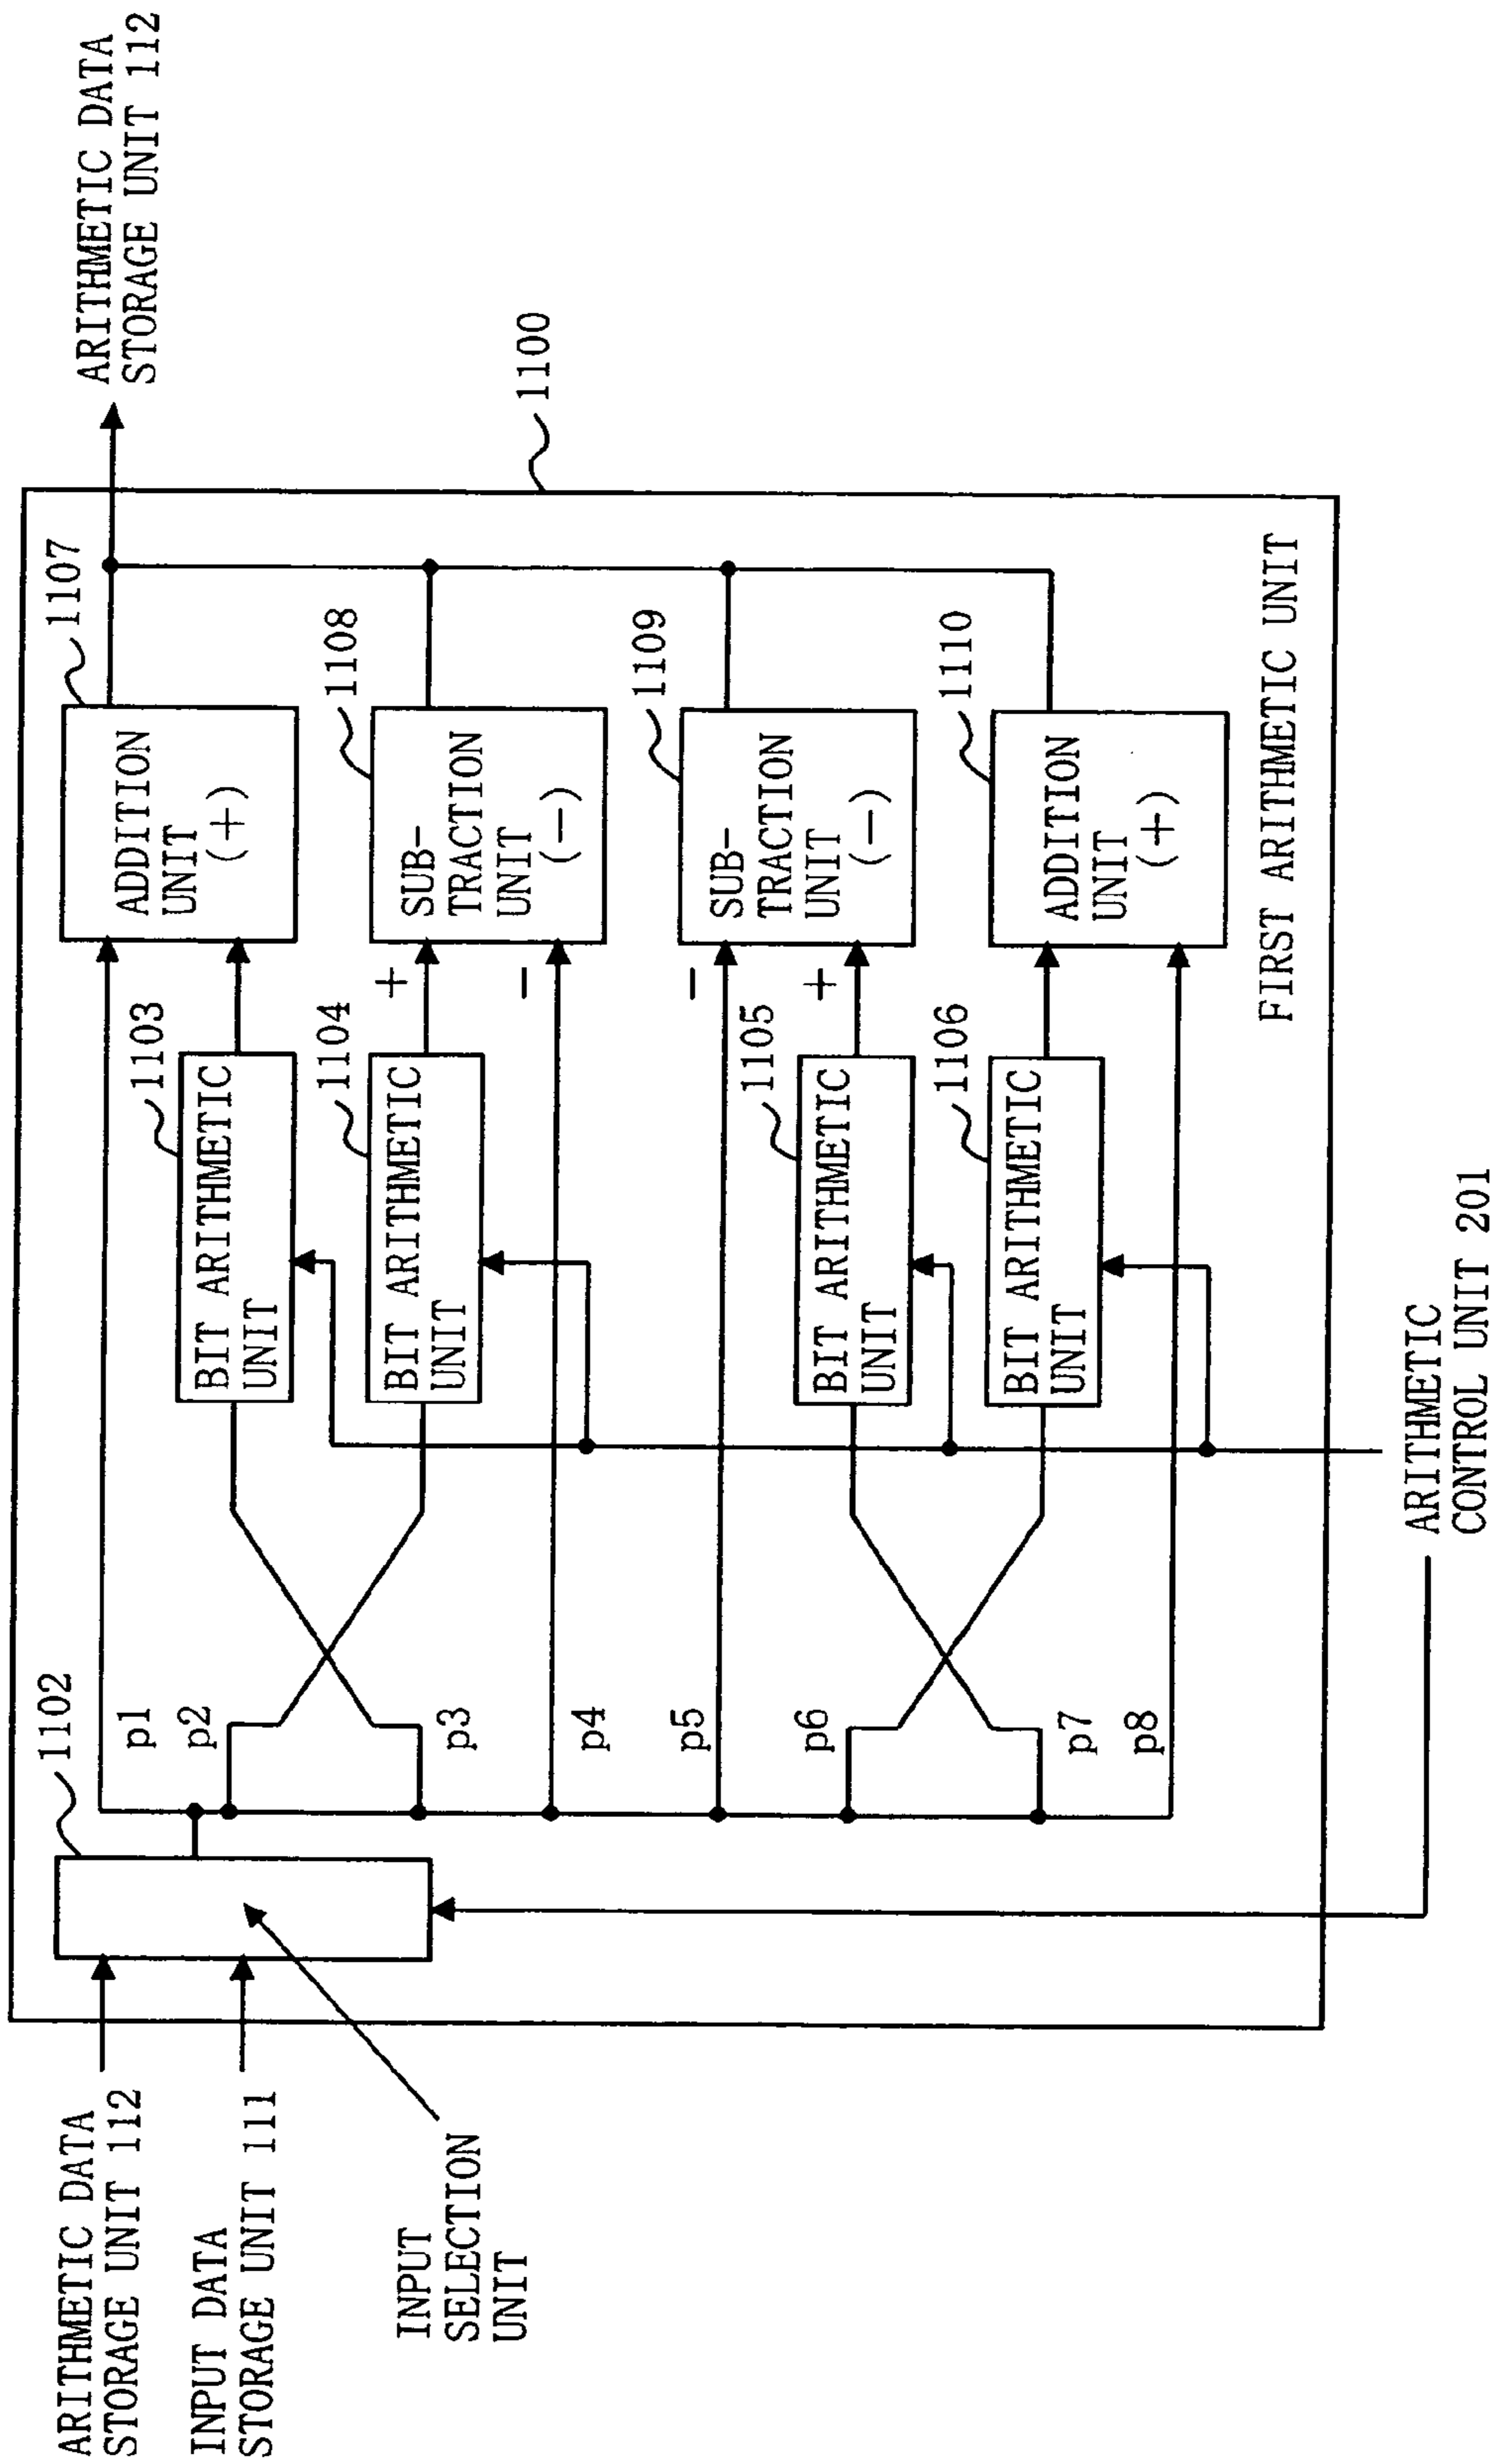 ARITHMETIC DATA
STORAGE UNIT 112
INPUT DATA
STORAGE UNIT 111
INPUT
SELECTION
UNIT
1102
p1
p2
p3
p4
p5
p6
p7
p8
1103
BIT ARITHMETIC
UNIT
1104
BIT ARITHMETIC
UNIT
1105
BIT ARITHMETIC
UNIT
1106
BIT ARITHMETIC
UNIT
+
−
−
+
1107
ADDITION
UNIT
(+)
1108
SUB-
TRACTION
UNIT
(−)
1109
SUB-
TRACTION
UNIT
(−)
1110
ADDITION
UNIT
(+)
FIRST ARITHMETIC UNIT
1100
ARITHMETIC DATA
STORAGE UNIT 112
ARITHMETIC
CONTROL UNIT 201